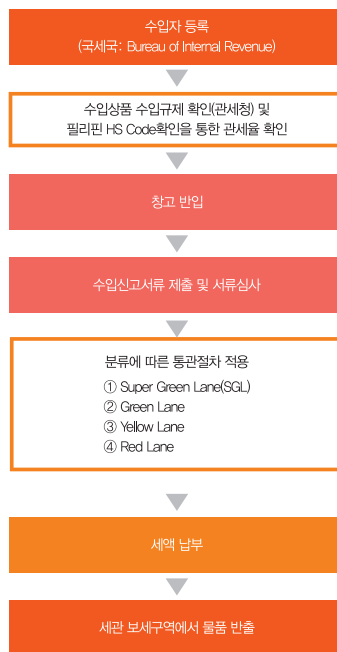 수입자 등록
(국세국: Bureau of Internal Revenue)
수입상품 수입규제 확인(관세청) 및
필리핀 HS Code확인을 통한 관세율 확인
창고 반입
수입신고서류 제출 및 서류심사
분류에 따른 통관절차 적용
① Super Green Lane(SGL)
② Green Lane
③ Yellow Lane
④ Red Lane
세액 납부
세관 보세구역에서 물품 반출